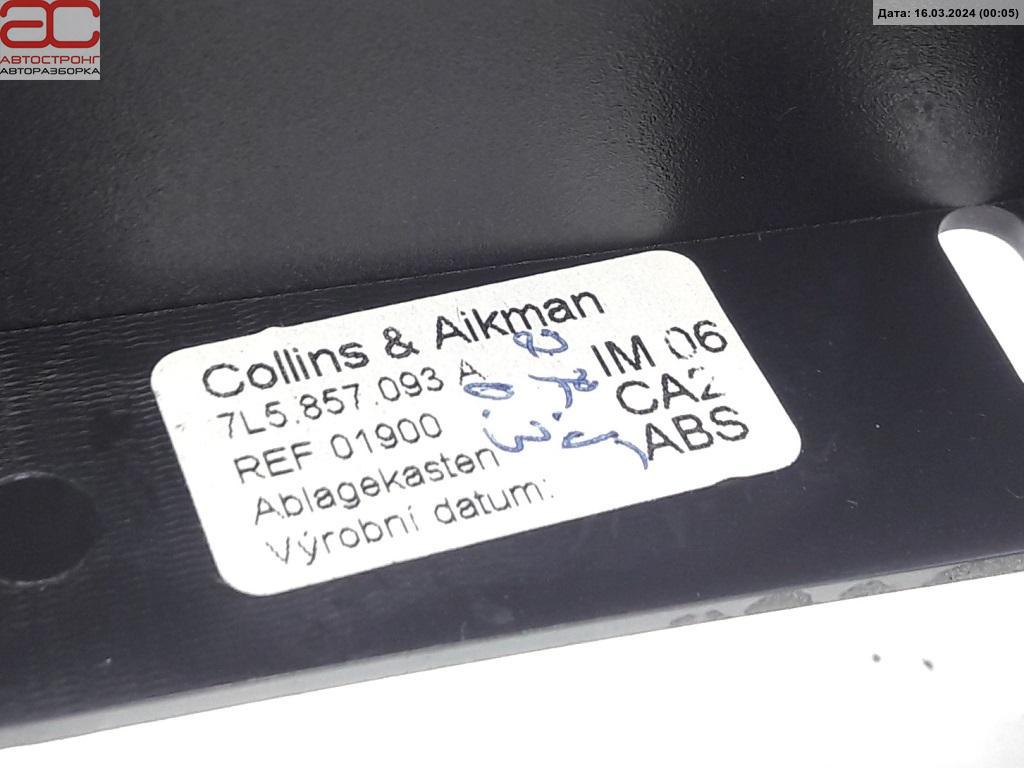 AC
АВТОСТРОНГ
АВТОРАЗБОРКА
Дата: 16.03.2024 (00:05)
Collins & Aikman
7L5.857.093 A
IM 06
REF 01900
CA2
Ablagekasten
ABS
Výrobní datum: